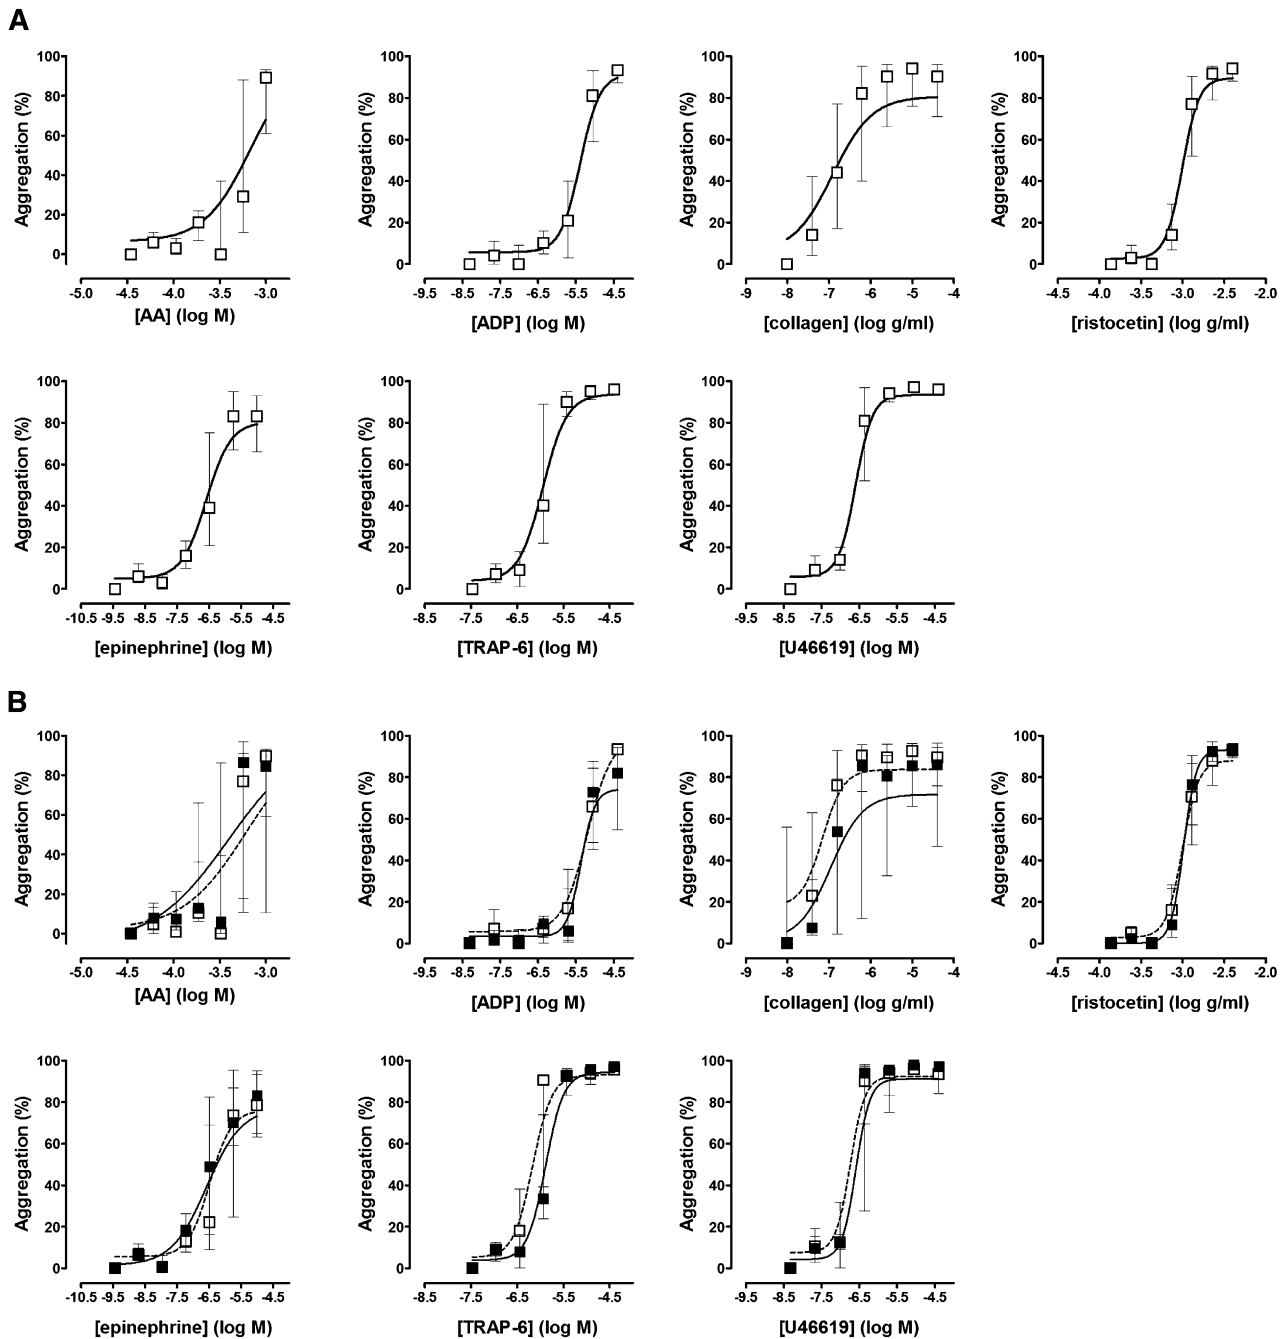 A
Aggregation (%)
100
80
60
40
20
0
-5.0 -4.5 -4.0 -3.5 -3.0
[AA] (log M)
Aggregation (%)
100
80
60
40
20
0
-9.5 -8.5 -7.5 -6.5 -5.5 -4.5
[ADP] (log M)
Aggregation (%)
100
80
60
40
20
0
-9 -8 -7 -6 -5 -4
[collagen] (log g/ml)
Aggregation (%)
100
80
60
40
20
0
-4.5 -4.0 -3.5 -3.0 -2.5 -2.0
[ristocetin] (log g/ml)
Aggregation (%)
100
80
60
40
20
0
-10.5 -9.5 -8.5 -7.5 -6.5 -5.5 -4.5
[epinephrine] (log M)
Aggregation (%)
100
80
60
40
20
0
-8.5 -7.5 -6.5 -5.5 -4.5
[TRAP-6] (log M)
Aggregation (%)
100
80
60
40
20
0
-9.5 -8.5 -7.5 -6.5 -5.5 -4.5
[U46619] (log M)
B
Aggregation (%)
100
80
60
40
20
0
-5.0 -4.5 -4.0 -3.5 -3.0
[AA] (log M)
Aggregation (%)
100
80
60
40
20
0
-9.5 -8.5 -7.5 -6.5 -5.5 -4.5
[ADP] (log M)
Aggregation (%)
100
80
60
40
20
0
-9 -8 -7 -6 -5 -4
[collagen] (log g/ml)
Aggregation (%)
100
80
60
40
20
0
-4.5 -4.0 -3.5 -3.0 -2.5 -2.0
[ristocetin] (log g/ml)
Aggregation (%)
100
80
60
40
20
0
-10.5 -9.5 -8.5 -7.5 -6.5 -5.5 -4.5
[epinephrine] (log M)
Aggregation (%)
100
80
60
40
20
0
-8.5 -7.5 -6.5 -5.5 -4.5
[TRAP-6] (log M)
Aggregation (%)
100
80
60
40
20
0
-9.5 -8.5 -7.5 -6.5 -5.5 -4.5
[U46619] (log M)